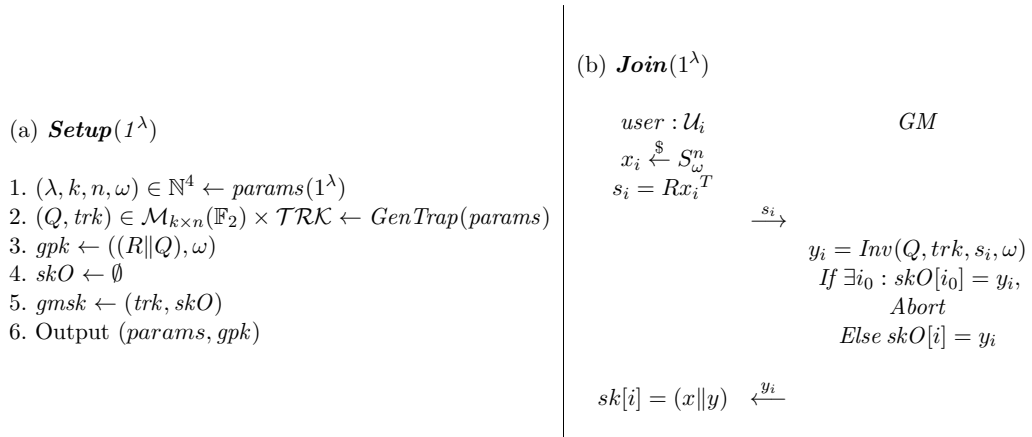 (a) Setup(1^λ)
1. (λ, k, n, ω) ∈ ℕ^4 ← params(1^λ)
2. (Q, trk) ∈ ℳ_{k×n}(𝔽_2) × 𝒯ℛ𝒦 ← GenTrap(params)
3. gpk ← ((R‖Q), ω)
4. skO ← ∅
5. gmsk ← (trk, skO)
6. Output (params, gpk)
(b) Join(1^λ)
user : 𝒰_i GM
x_i ←^$ S_ω^n
s_i = Rx_i^T
s_i →
y_i = Inv(Q, trk, s_i, ω)
If ∃i_0 : skO[i_0] = y_i,
Abort
Else skO[i] = y_i
sk[i] = (x‖y) ←^{y_i}